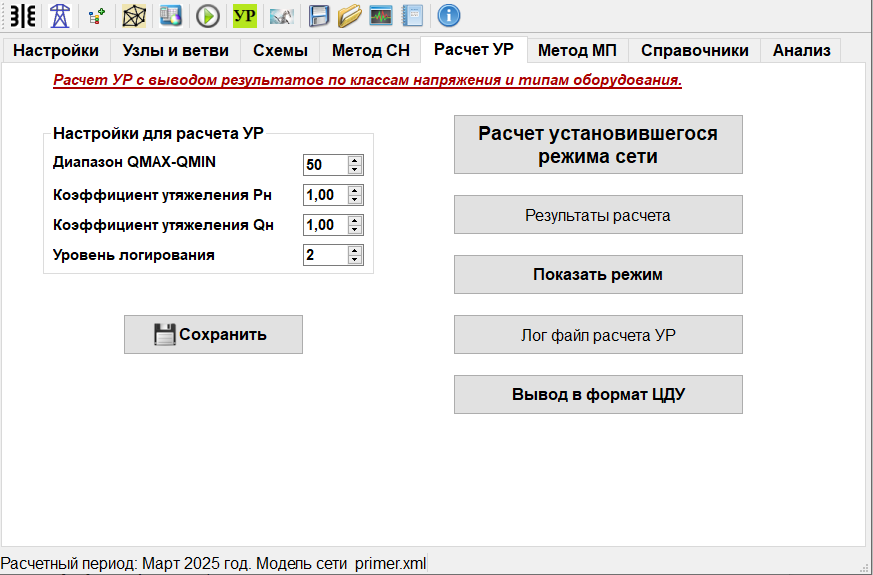 УР
Настройки Узлы и ветви Схемы Метод СН Расчет УР Метод МП Справочники Анализ
Расчет УР с выводом результатов по классам напряжения и типам оборудования.
Настройки для расчета УР
Диапазон QMAX-QMIN 50
Коэффициент утяжеления Рн 1,00
Коэффициент утяжеления Qн 1,00
Уровень логирования 2
Сохранить
Расчет установившегося
режима сети
Результаты расчета
Показать режим
Лог файл расчета УР
Вывод в формат ЦДУ
Расчетный период: Март 2025 год. Модель сети primer.xml